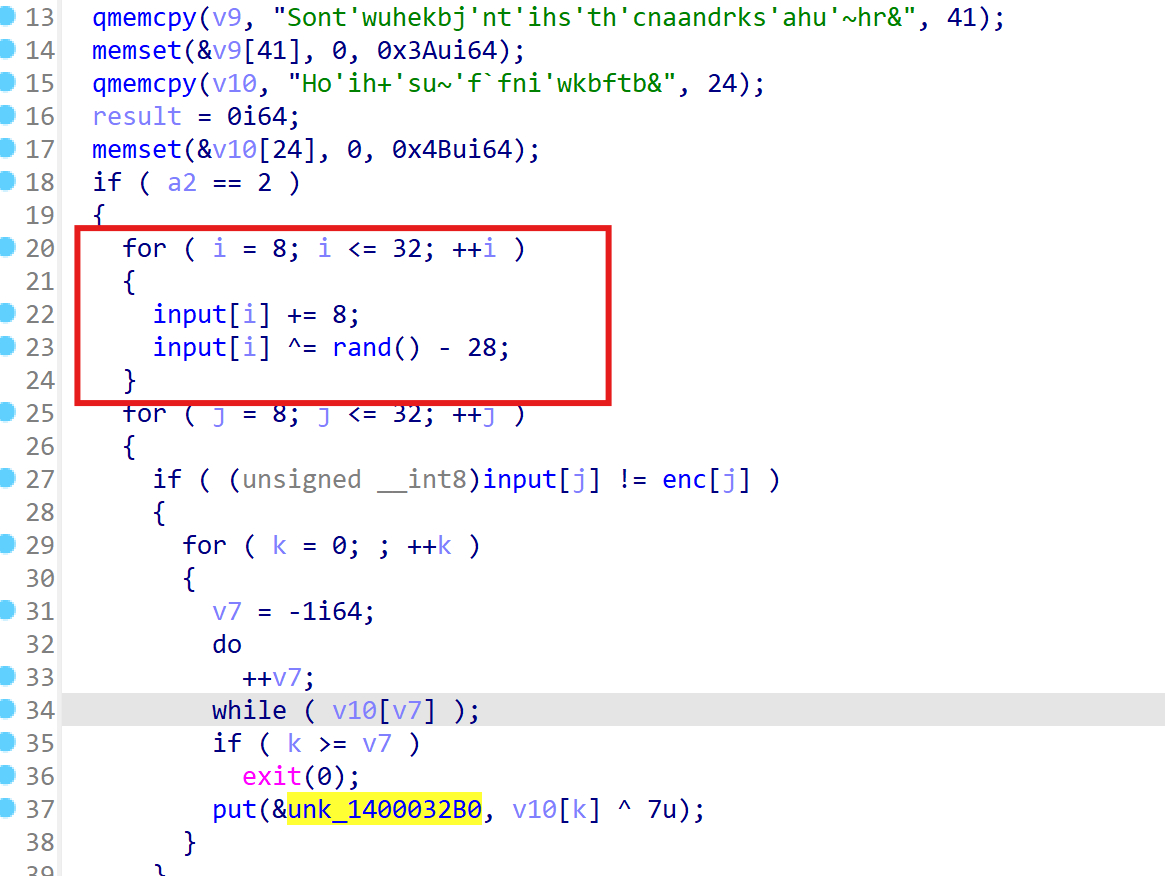 13 qmemcpy(v9, "Sont'wuhekbj'nt'ihs'th'cnaandrks'ahu'~hr&", 41);
14 memset(&v9[41], 0, 0x3Aui64);
15 qmemcpy(v10, "Ho'ih+'su~'f`fni'wkbftb&", 24);
16 result = 0i64;
17 memset(&v10[24], 0, 0x4Bui64);
18 if ( a2 == 2 )
19 {
20 for ( i = 8; i <= 32; ++i )
21 {
22 input[i] += 8;
23 input[i] ^= rand() - 28;
24 }
25 for ( j = 8; j <= 32; ++j )
26 {
27 if ( (unsigned __int8)input[j] != enc[j] )
28 {
29 for ( k = 0; ; ++k )
30 {
31 v7 = -1i64;
32 do
33 ++v7;
34 while ( v10[v7] );
35 if ( k >= v7 )
36 exit(0);
37 put(&unk_1400032B0, v10[k] ^ 7u);
38 }
39 }